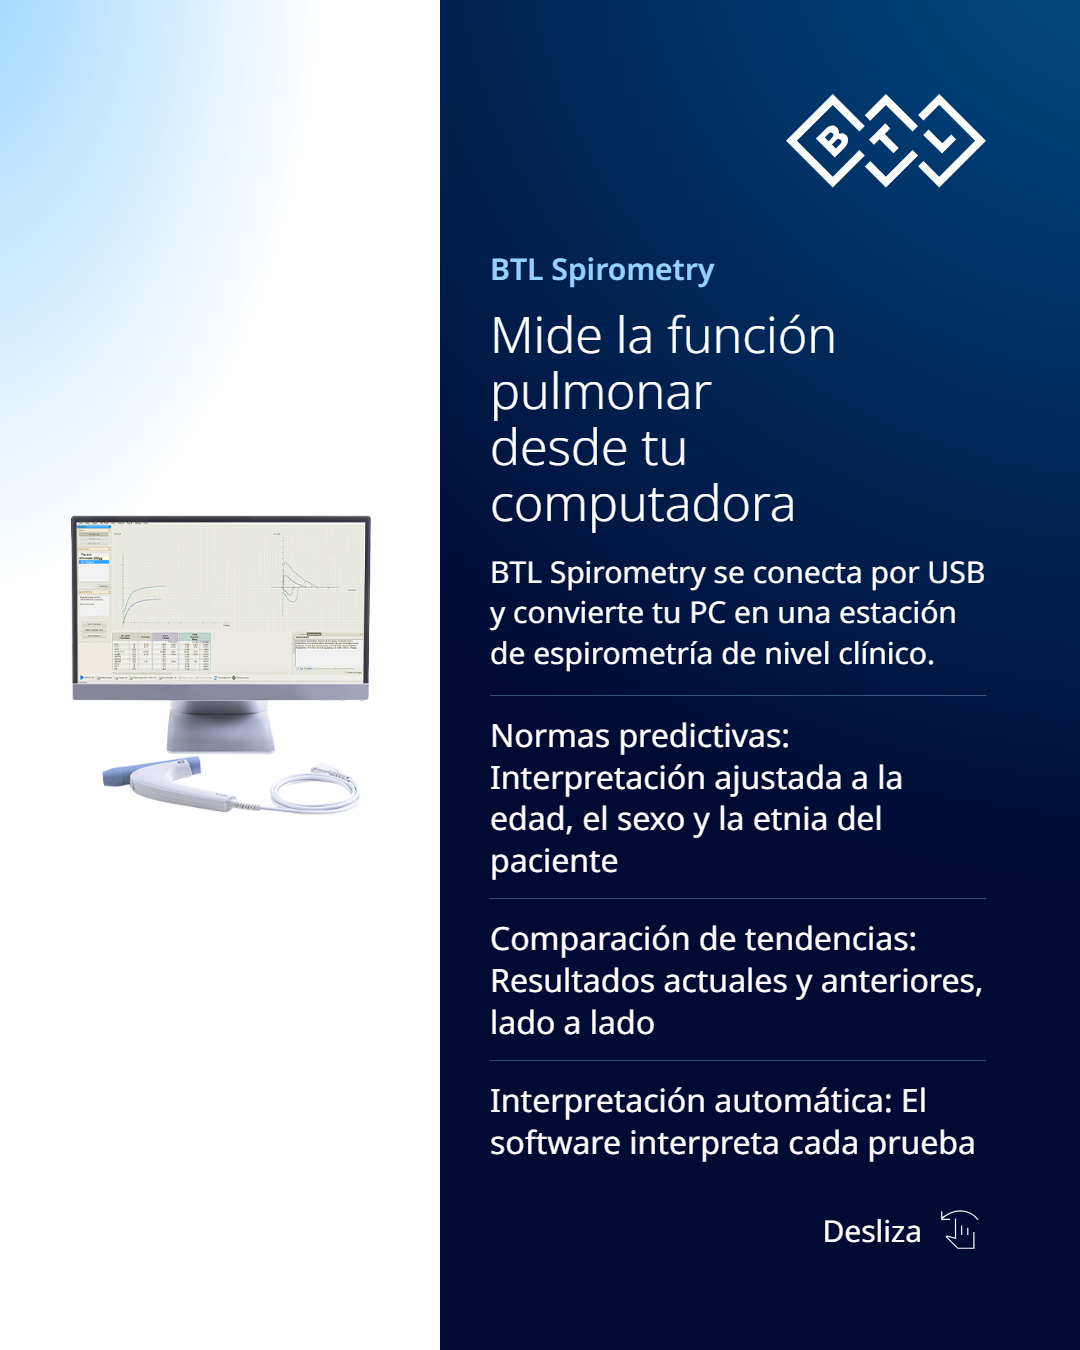 BTL
BTL Spirometry
Mide la función
pulmonar
desde tu
computadora
BTL Spirometry se conecta por USB
y convierte tu PC en una estación
de espirometría de nivel clínico.
Normas predictivas:
Interpretación ajustada a la
edad, el sexo y la etnia del
paciente
Comparación de tendencias:
Resultados actuales y anteriores,
lado a lado
Interpretación automática: El
software interpreta cada prueba
Desliza